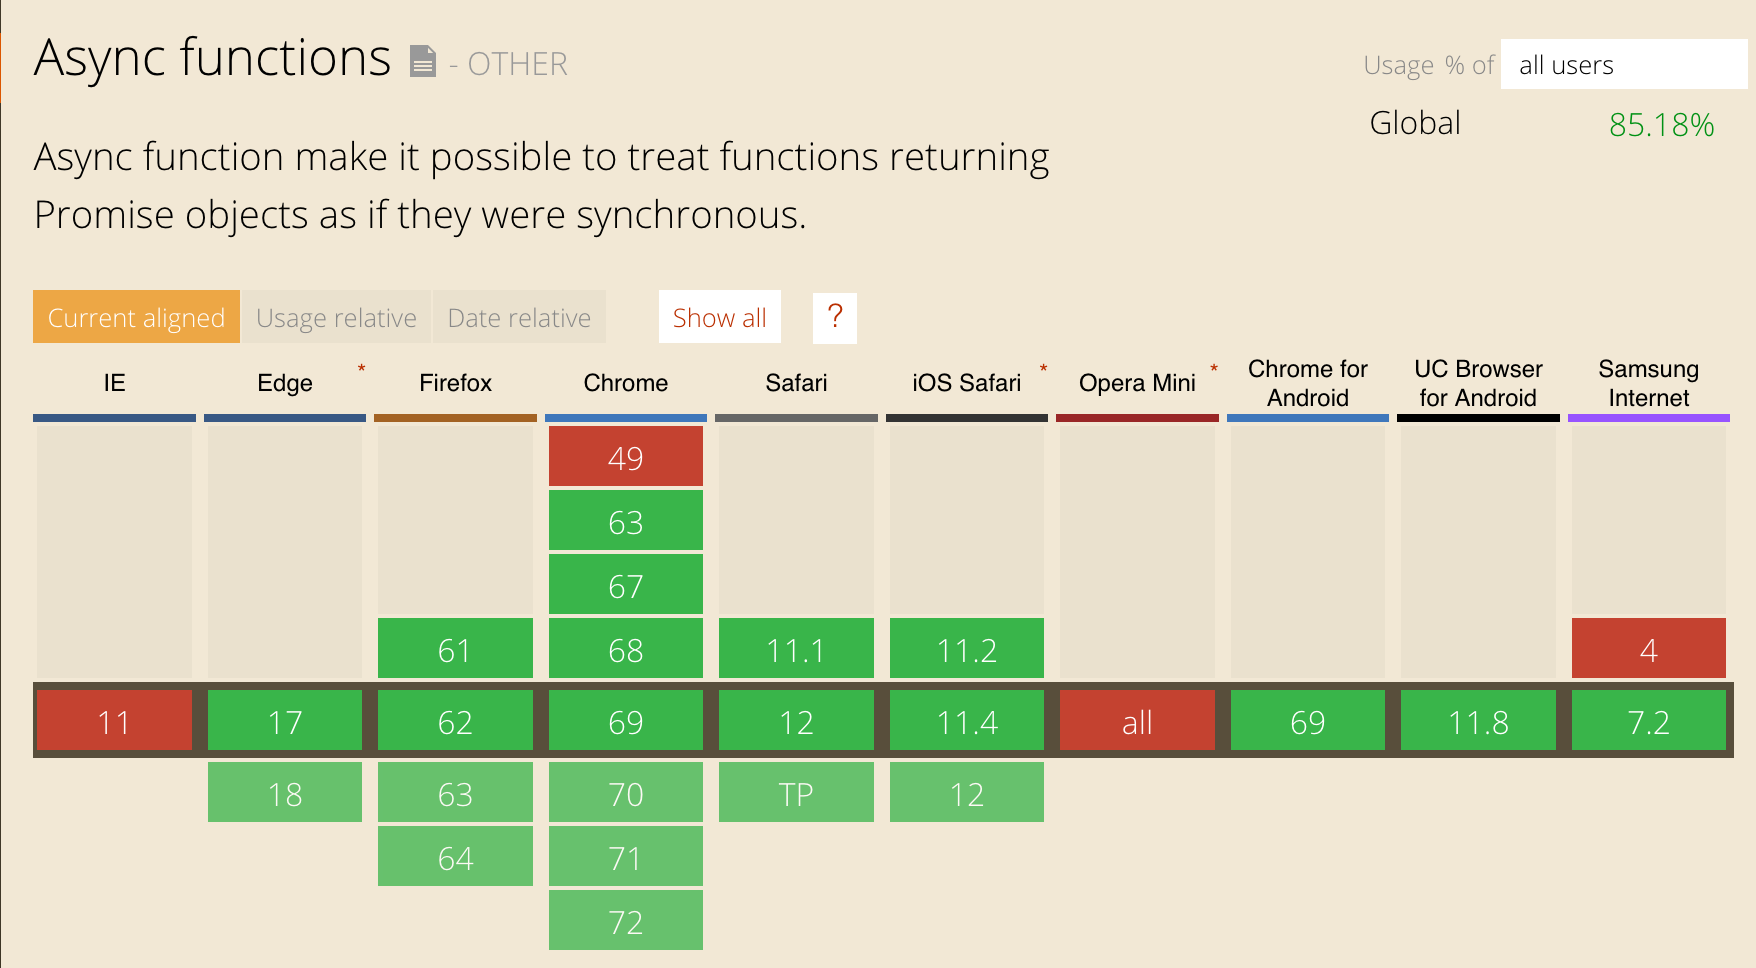 Async functions - OTHER
Usage % of all users
Global 85.18%
Async function make it possible to treat functions returning
Promise objects as if they were synchronous.
Current aligned Usage relative Date relative Show all ?
IE Edge * Firefox Chrome Safari iOS Safari * Opera Mini * Chrome for Android UC Browser for Android Samsung Internet
49
63
67
61 68 11.1 11.2 4
11 17 62 69 12 11.4 all 69 11.8 7.2
18 63 70 TP 12
64 71
72